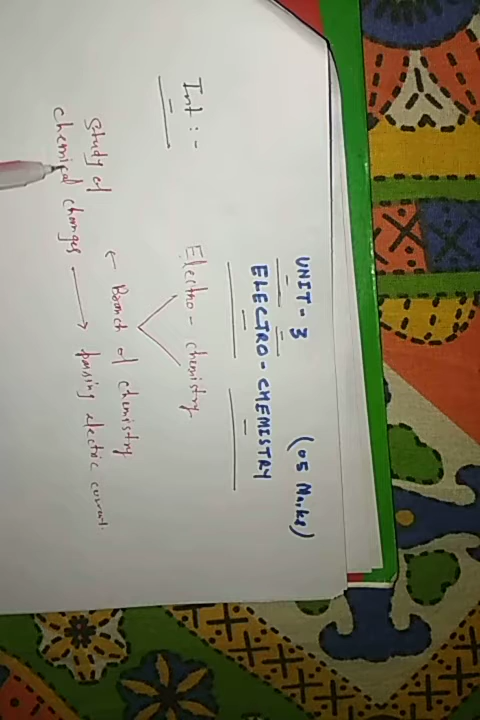 UNIT - 3 (05 Marks)
ELECTRO - CHEMISTRY
Int :-
Electro - chemistry
← Branch of chemistry
Study of
chemical changes → passing electric current.